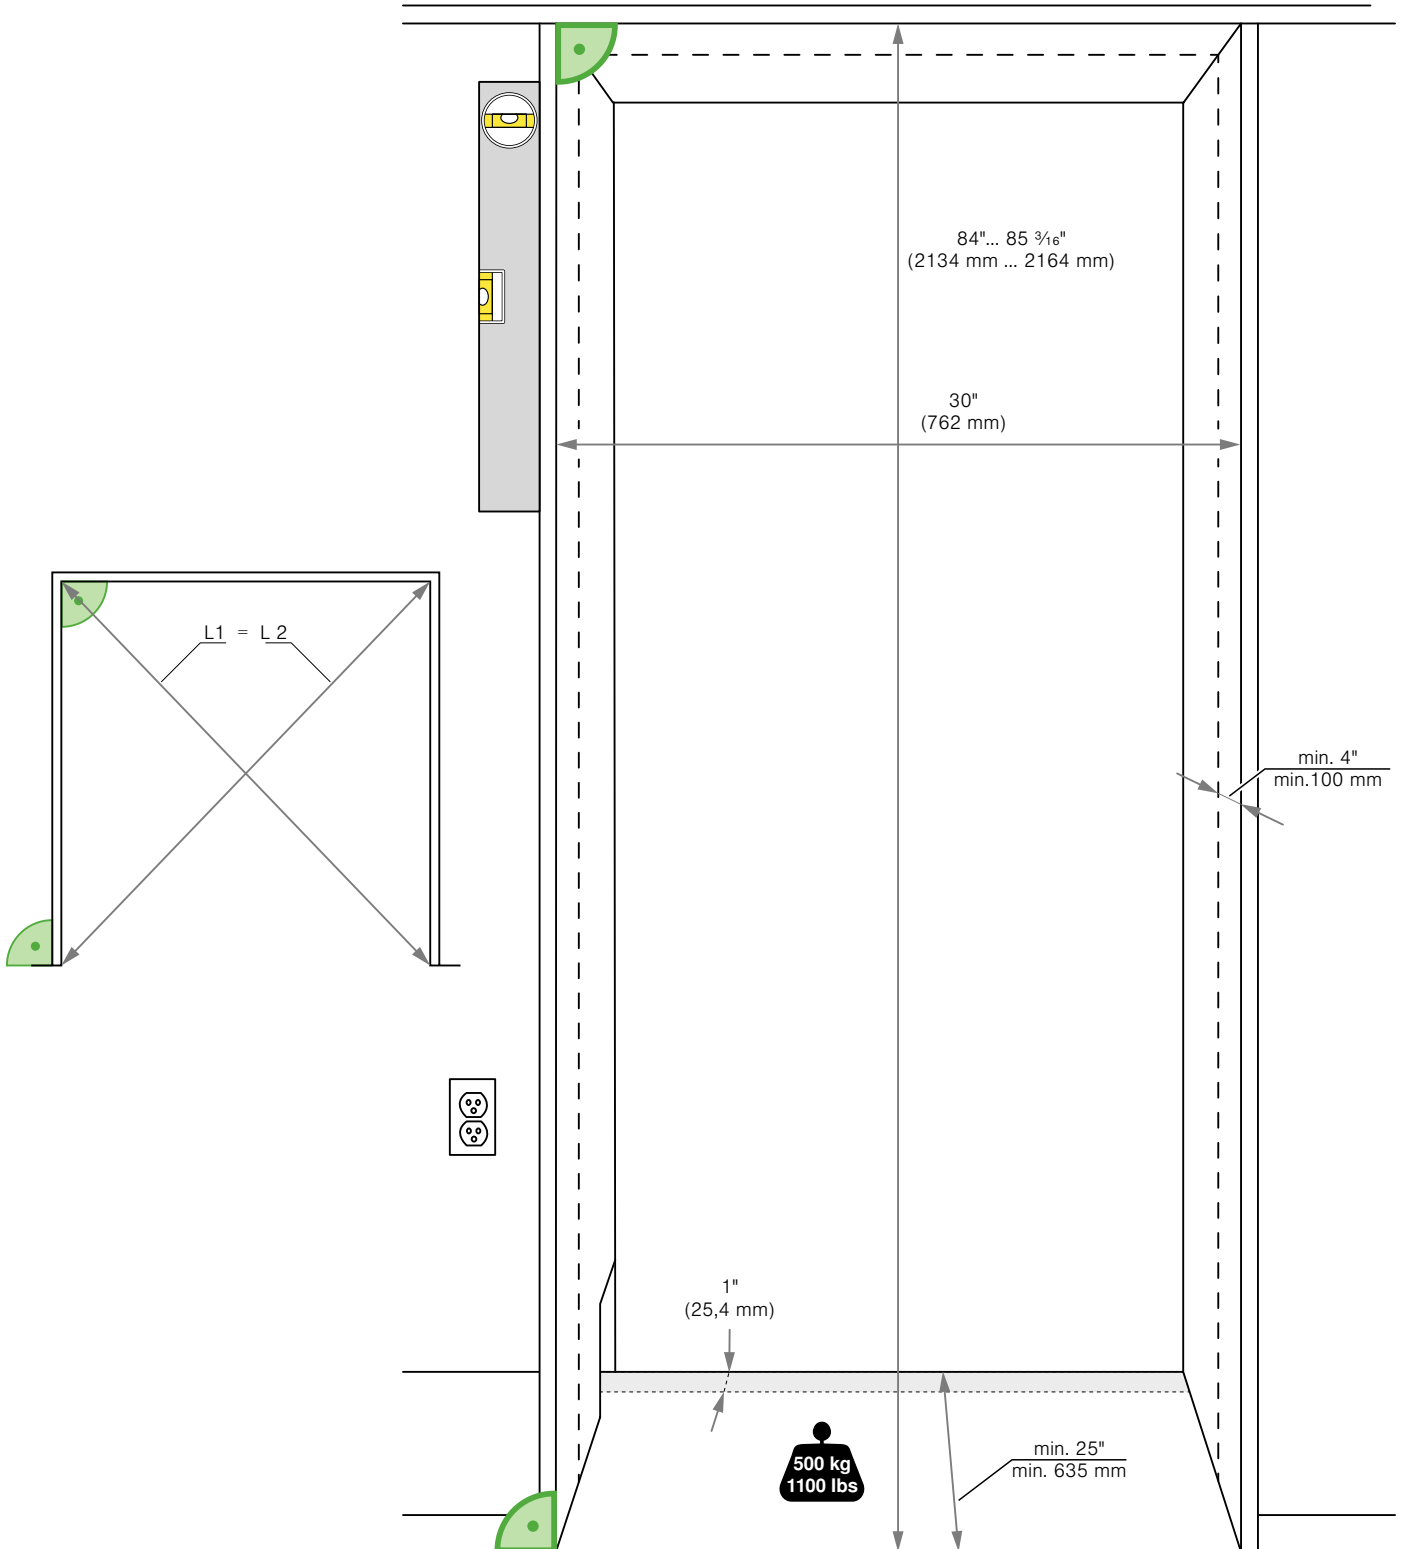 84"... 85 ³⁄₁₆"
(2134 mm ... 2164 mm)
30"
(762 mm)
L1 = L 2
min. 4"
min.100 mm
1"
(25,4 mm)
500 kg
1100 lbs
min. 25"
min. 635 mm